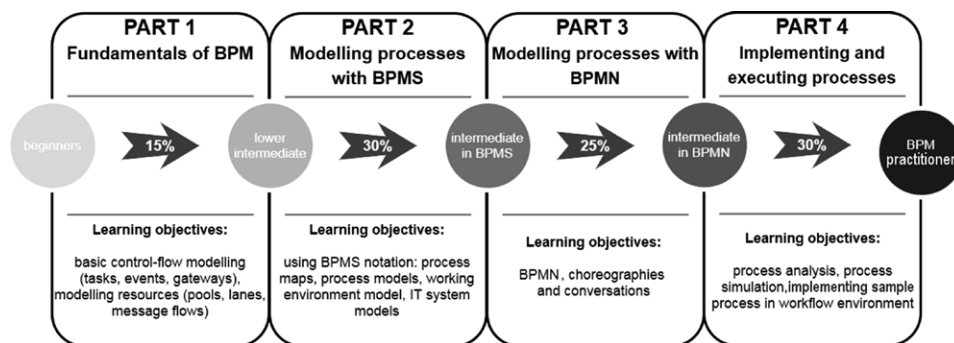 PART 1
Fundamentals of BPM
beginners
15%
lower
intermediate
Learning objectives:
basic control-flow modelling
(tasks, events, gateways),
modelling resources (pools, lanes,
message flows)
PART 2
Modelling processes
with BPMS
30%
intermediate
in BPMS
Learning objectives:
using BPMS notation: process
maps, process models, working
environment model, IT system
models
PART 3
Modelling processes with
BPMN
25%
intermediate
in BPMN
Learning objectives:
BPMN, choreographies
and conversations
PART 4
Implementing and
executing processes
30%
BPM
practitioner
Learning objectives:
process analysis, process
simulation,implementing sample
process in workflow environment